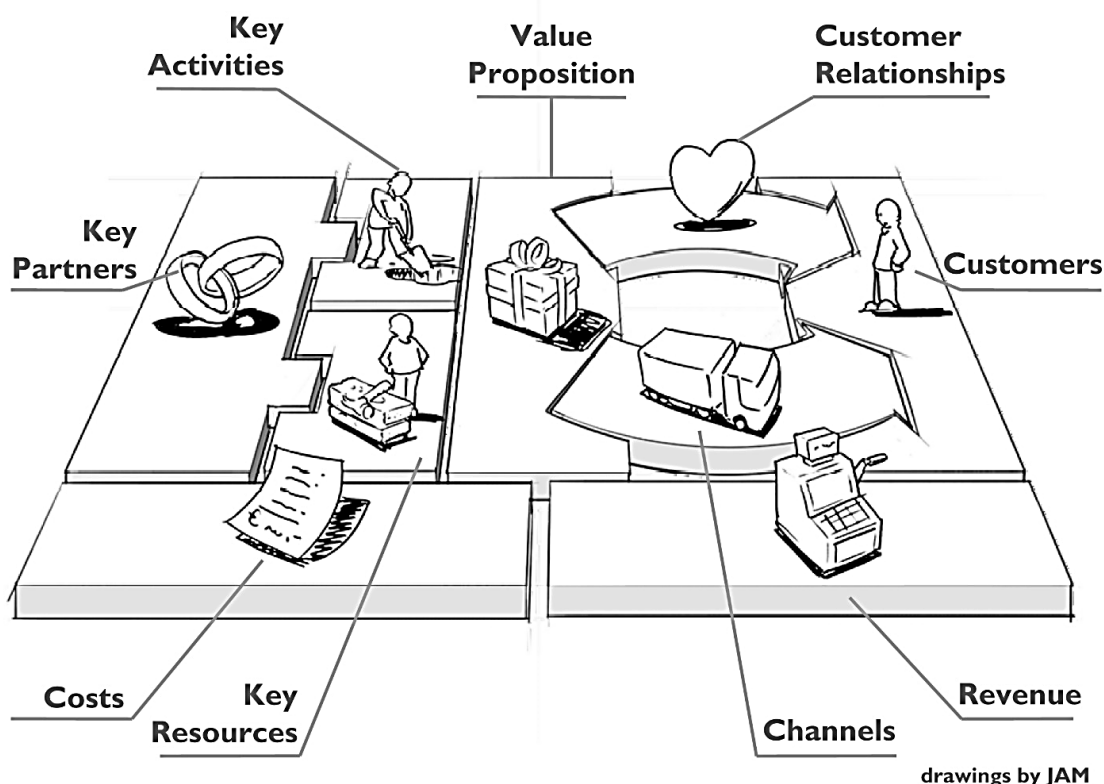 Key
Activities
Value
Proposition
Customer
Relationships
Key
Partners
Customers
Costs
Key
Resources
Channels
Revenue
drawings by JAM